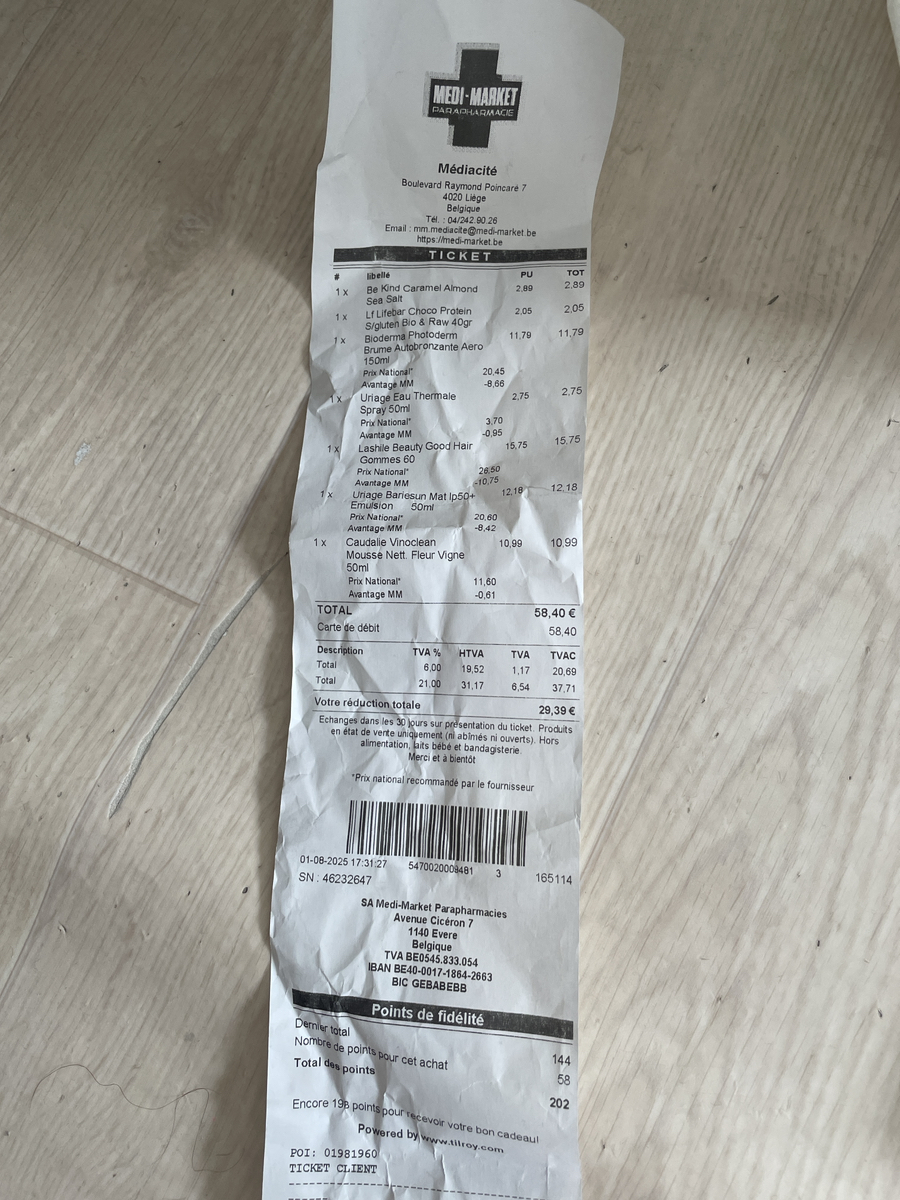 MEDI-MARKET
PARAPHARMACIE
Médiacité
Boulevard Raymond Poincaré 7
4020 Liège
Belgique
Tél. : 04/242.90.26
Email : mm.mediacite@medi-market.be
https://medi-market.be
TICKET
# libellé PU TOT
1 x Be Kind Caramel Almond 2,89 2,89
Sea Salt
1 x Lf Lifebar Choco Protein 2,05 2,05
S/gluten Bio & Raw 40gr
1 x Bioderma Photoderm 11,79 11,79
Brume Autobronzante Aero
150ml
Prix National* 20,45
Avantage MM -8,66
1 x Uriage Eau Thermale 2,75 2,75
Spray 50ml
Prix National* 3,70
Avantage MM -0,95
1 x Lashile Beauty Good Hair 15,75 15,75
Gommes 60
Prix National* 26,50
Avantage MM -10,75
1 x Uriage Bariesun Mat Ip50+ 12,18 12,18
Emulsion 50ml
Prix National* 20,60
Avantage MM -8,42
1 x Caudalie Vinoclean 10,99 10,99
Mousse Nett. Fleur Vigne
50ml
Prix National* 11,60
Avantage MM -0,61
TOTAL 58,40 €
Carte de débit 58,40
Description TVA % HTVA TVA TVAC
Total 6,00 19,52 1,17 20,69
Total 21,00 31,17 6,54 37,71
Votre réduction totale 29,39 €
Echanges dans les 30 jours sur présentation du ticket. Produits
en état de vente uniquement (ni abîmés ni ouverts). Hors
alimentation, laits bébé et bandagisterie.
Merci et à bientôt
*Prix national recommandé par le fournisseur
01-08-2025 17:31:27 5470020009481 3 165114
SN : 46232647
SA Medi-Market Parapharmacies
Avenue Cicéron 7
1140 Evere
Belgique
TVA BE0545.833.054
IBAN BE40-0017-1864-2663
BIC GEBABEBB
Points de fidélité
Dernier total 144
Nombre de points pour cet achat 58
Total des points 202
Encore 198 points pour recevoir votre bon cadeau!
Powered by www.tilroy.com
POI: 01981960
TICKET CLIENT